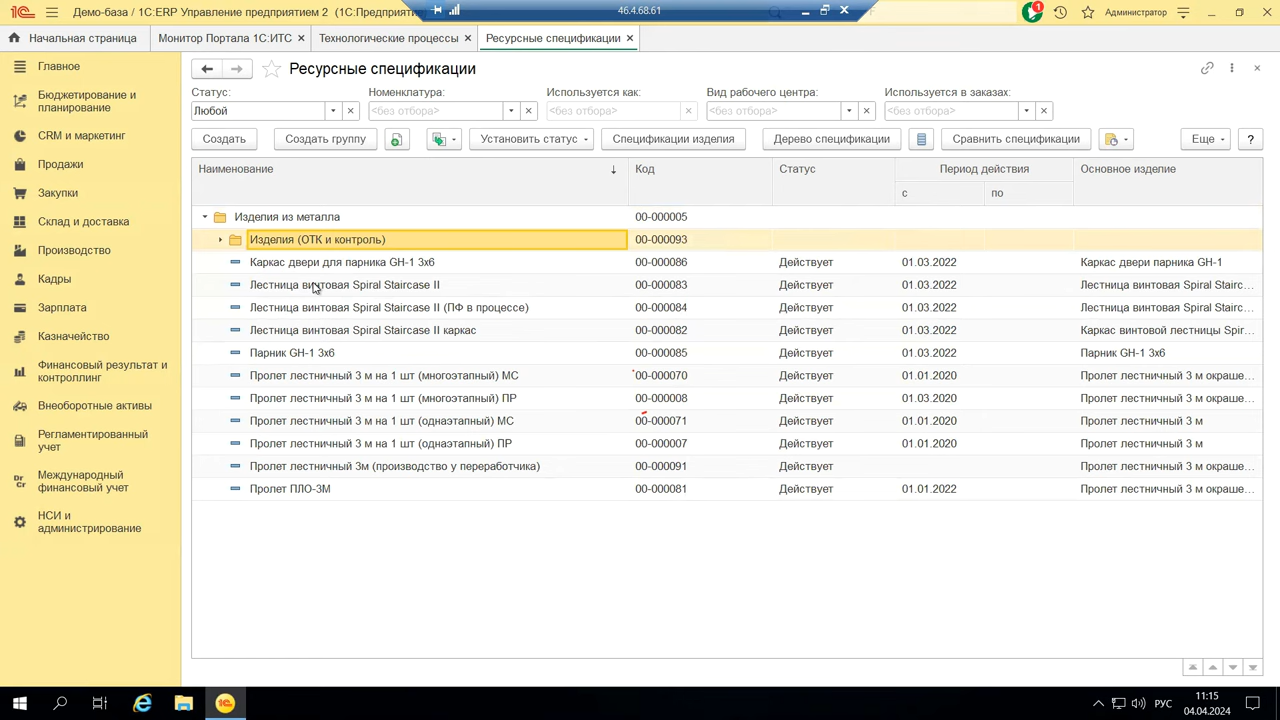 Демо-база / 1С:ERP Управление предприятием 2 (1С:Предприяти
46.4.68.61
1
Администратор
Начальная страница
Монитор Портала 1С:ИТС
Технологические процессы
Ресурсные спецификации
Главное
Бюджетирование и планирование
CRM и маркетинг
Продажи
Закупки
Склад и доставка
Производство
Кадры
Зарплата
Казначейство
Финансовый результат и контроллинг
Внеоборотные активы
Регламентированный учет
Международный финансовый учет
НСИ и администрирование
Ресурсные спецификации
Статус: Номенклатура: Используется как: Вид рабочего центра: Используется в заказах:
Любой <без отбора> <без отбора> <без отбора> <без отбора>
Создать Создать группу Установить статус Спецификации изделия Дерево спецификации Сравнить спецификации Еще ?
Наименование Код Статус Период действия Основное изделие
с по
Изделия из металла 00-000005
Изделия (ОТК и контроль) 00-000093
Каркас двери для парника GH-1 3х6 00-000086 Действует 01.03.2022 Каркас двери парника GH-1
Лестница винтовая Spiral Staircase II 00-000083 Действует 01.03.2022 Лестница винтовая Spiral Stairc...
Лестница винтовая Spiral Staircase II (ПФ в процессе) 00-000084 Действует 01.03.2022 Лестница винтовая Spiral Stairc...
Лестница винтовая Spiral Staircase II каркас 00-000082 Действует 01.03.2022 Каркас винтовой лестницы Spir...
Парник GH-1 3х6 00-000085 Действует 01.03.2022 Парник GH-1 3х6
Пролет лестничный 3 м на 1 шт (многоэтапный) МС 00-000070 Действует 01.01.2020 Пролет лестничный 3 м окраше...
Пролет лестничный 3 м на 1 шт (многоэтапный) ПР 00-000008 Действует 01.03.2020 Пролет лестничный 3 м окраше...
Пролет лестничный 3 м на 1 шт (однаэтапный) МС 00-000071 Действует 01.01.2020 Пролет лестничный 3 м
Пролет лестничный 3 м на 1 шт (однаэтапный) ПР 00-000007 Действует 01.01.2020 Пролет лестничный 3 м
Пролет лестничный 3м (производство у переработчика) 00-000091 Действует Пролет лестничный 3 м окраше...
Пролет ПЛО-3М 00-000081 Действует 01.01.2022 Пролет лестничный 3 м окраше...
РУС
11:15
04.04.2024